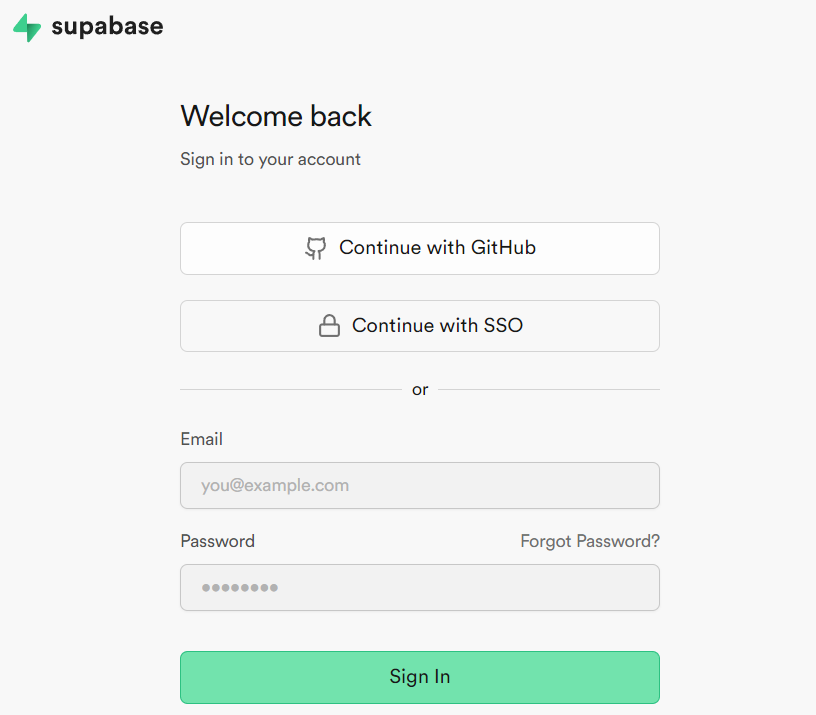 supabase
Welcome back
Sign in to your account
Continue with GitHub
Continue with SSO
or
Email
you@example.com
Password Forgot Password?
••••••••
Sign In